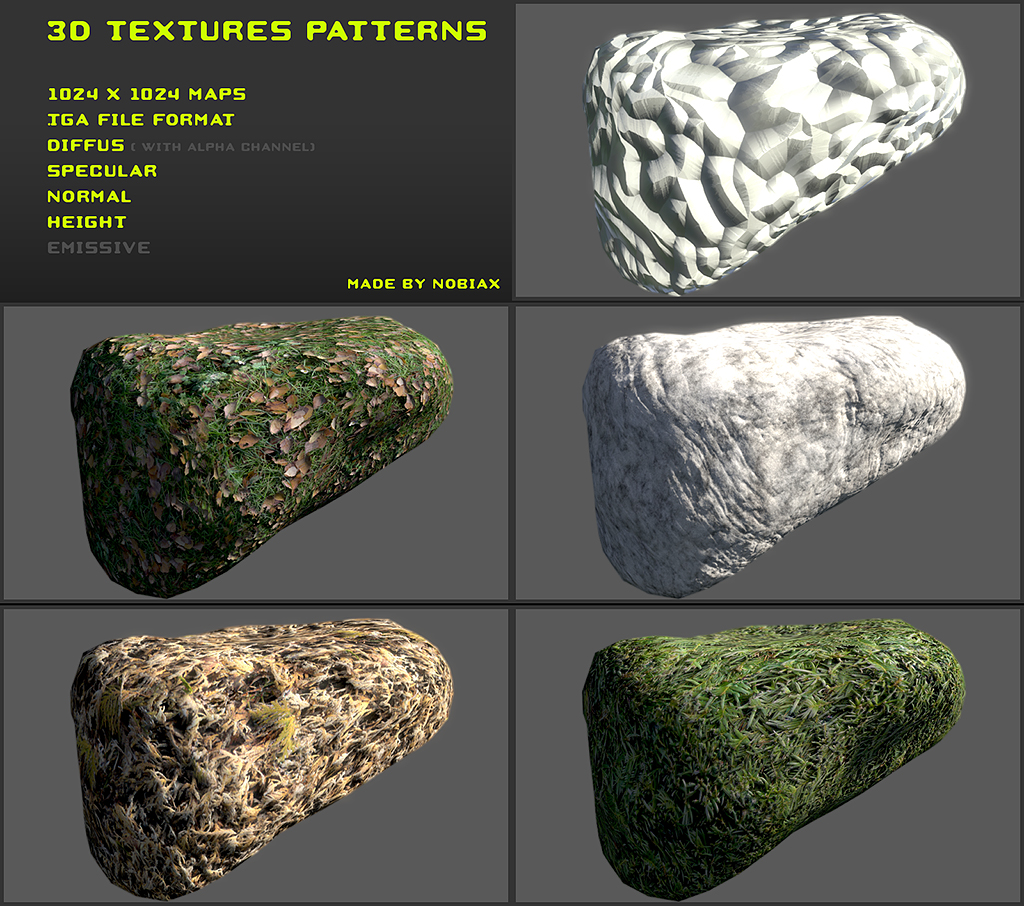 3D TEXTURES PATTERNS
1024 X 1024 MAPS
TGA FILE FORMAT
DIFFUS ( WITH ALPHA CHANNEL)
SPECULAR
NORMAL
HEIGHT
EMISSIVE
MADE BY NOBIAX